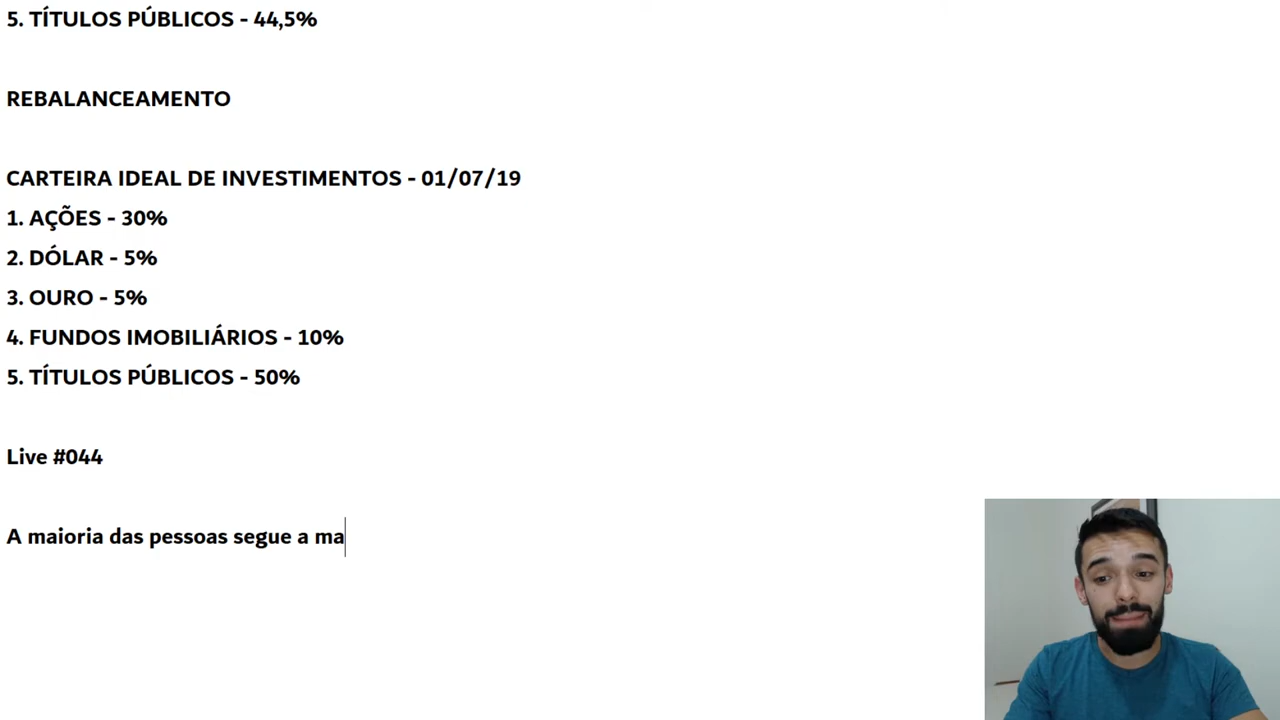 5. TÍTULOS PÚBLICOS - 44,5%
REBALANCEAMENTO
CARTEIRA IDEAL DE INVESTIMENTOS - 01/07/19
1. AÇÕES - 30%
2. DÓLAR - 5%
3. OURO - 5%
4. FUNDOS IMOBILIÁRIOS - 10%
5. TÍTULOS PÚBLICOS - 50%
Live #044
A maioria das pessoas segue a ma